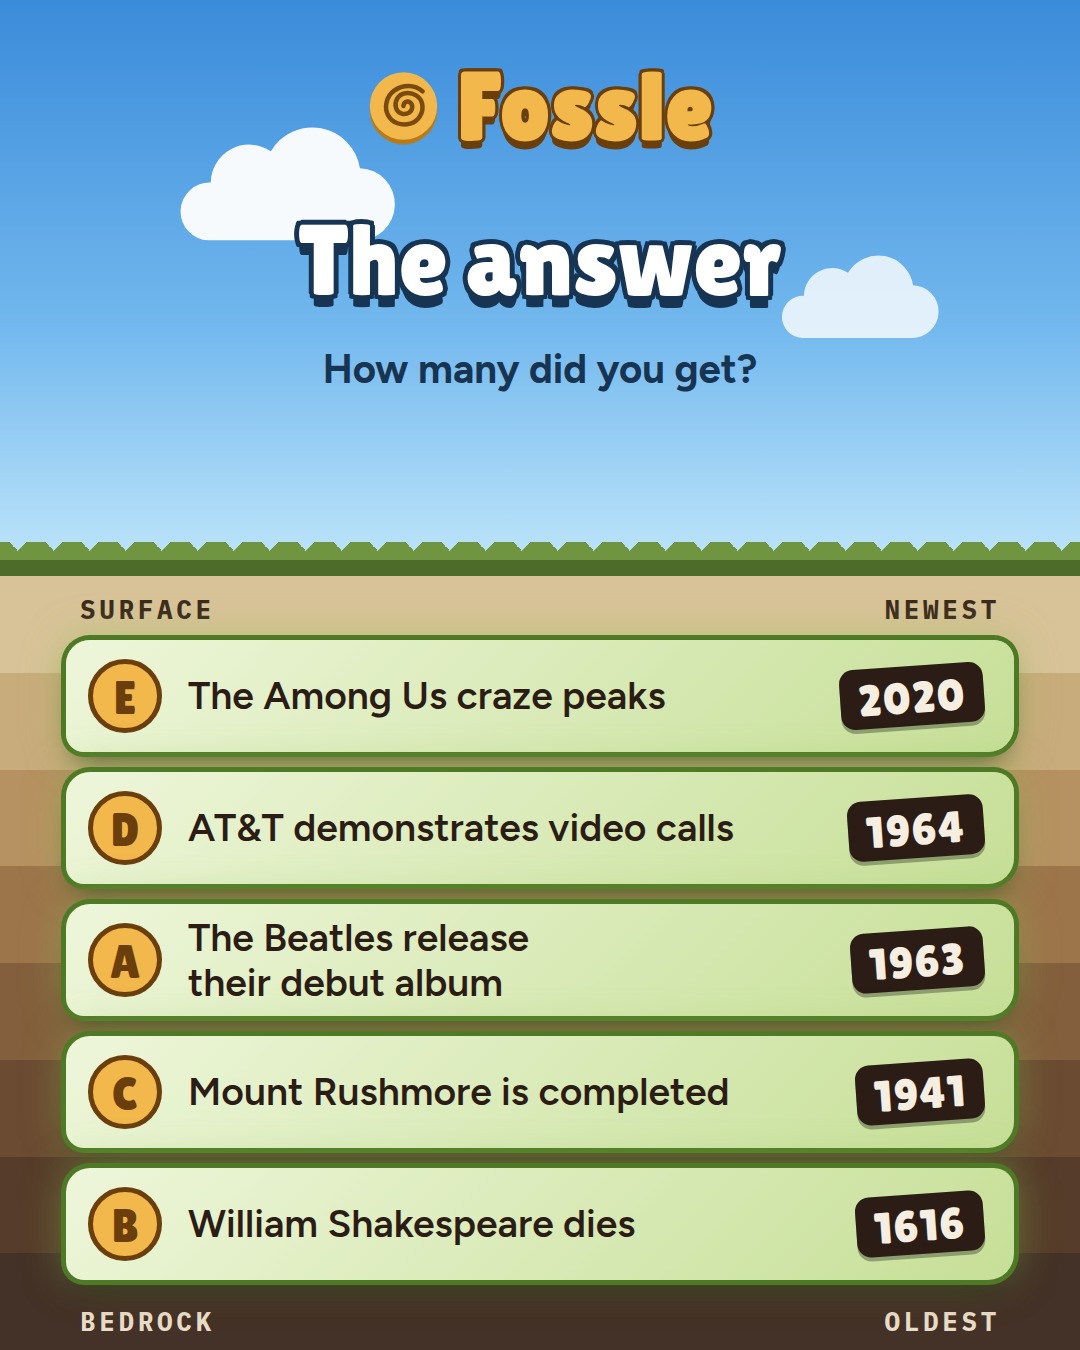 Fossle
The answer
How many did you get?
SURFACE NEWEST
E The Among Us craze peaks 2020
D AT&T demonstrates video calls 1964
A The Beatles release
their debut album 1963
C Mount Rushmore is completed 1941
B William Shakespeare dies 1616
BEDROCK OLDEST